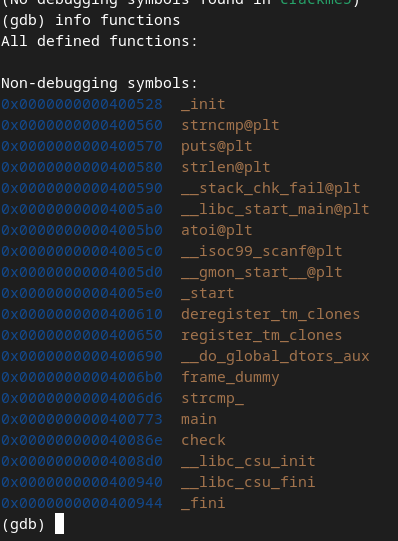 (No debugging symbols found in crackme5)
(gdb) info functions
All defined functions:

Non-debugging symbols:
0x0000000000400528  _init
0x0000000000400560  strncmp@plt
0x0000000000400570  puts@plt
0x0000000000400580  strlen@plt
0x0000000000400590  __stack_chk_fail@plt
0x00000000004005a0  __libc_start_main@plt
0x00000000004005b0  atoi@plt
0x00000000004005c0  __isoc99_scanf@plt
0x00000000004005d0  __gmon_start__@plt
0x00000000004005e0  _start
0x0000000000400610  deregister_tm_clones
0x0000000000400650  register_tm_clones
0x0000000000400690  __do_global_dtors_aux
0x00000000004006b0  frame_dummy
0x00000000004006d6  strcmp_
0x0000000000400773  main
0x000000000040086e  check
0x00000000004008d0  __libc_csu_init
0x0000000000400940  __libc_csu_fini
0x0000000000400944  _fini
(gdb)